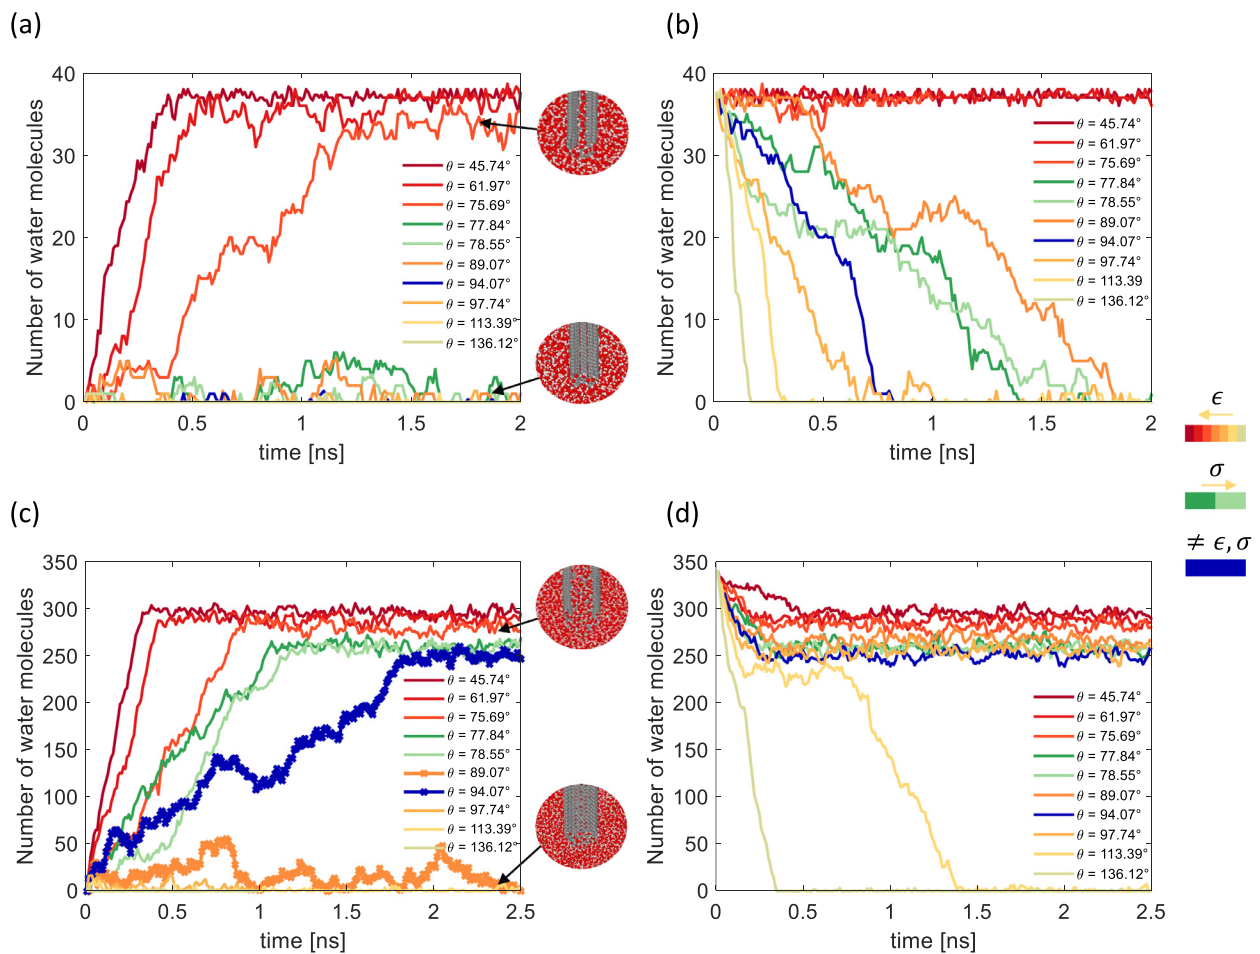 (a)
Number of water molecules
40
30
20
10
0
0
0.5
1
1.5
2
time [ns]
θ = 45.74°
θ = 61.97°
θ = 75.69°
θ = 77.84°
θ = 78.55°
θ = 89.07°
θ = 94.07°
θ = 97.74°
θ = 113.39°
θ = 136.12°
(b)
Number of water molecules
40
30
20
10
0
0
0.5
1
1.5
2
time [ns]
θ = 45.74°
θ = 61.97°
θ = 75.69°
θ = 77.84°
θ = 78.55°
θ = 89.07°
θ = 94.07°
θ = 97.74°
θ = 113.39
θ = 136.12°
ϵ
σ
≠ ϵ, σ
(c)
Number of water molecules
350
300
250
200
150
100
50
0
0
0.5
1
1.5
2
2.5
time [ns]
θ = 45.74°
θ = 61.97°
θ = 75.69°
θ = 77.84°
θ = 78.55°
θ = 89.07°
θ = 94.07°
θ = 97.74°
θ = 113.39°
θ = 136.12°
(d)
Number of water molecules
350
300
250
200
150
100
50
0
0
0.5
1
1.5
2
2.5
time [ns]
θ = 45.74°
θ = 61.97°
θ = 75.69°
θ = 77.84°
θ = 78.55°
θ = 89.07°
θ = 94.07°
θ = 97.74°
θ = 113.39°
θ = 136.12°